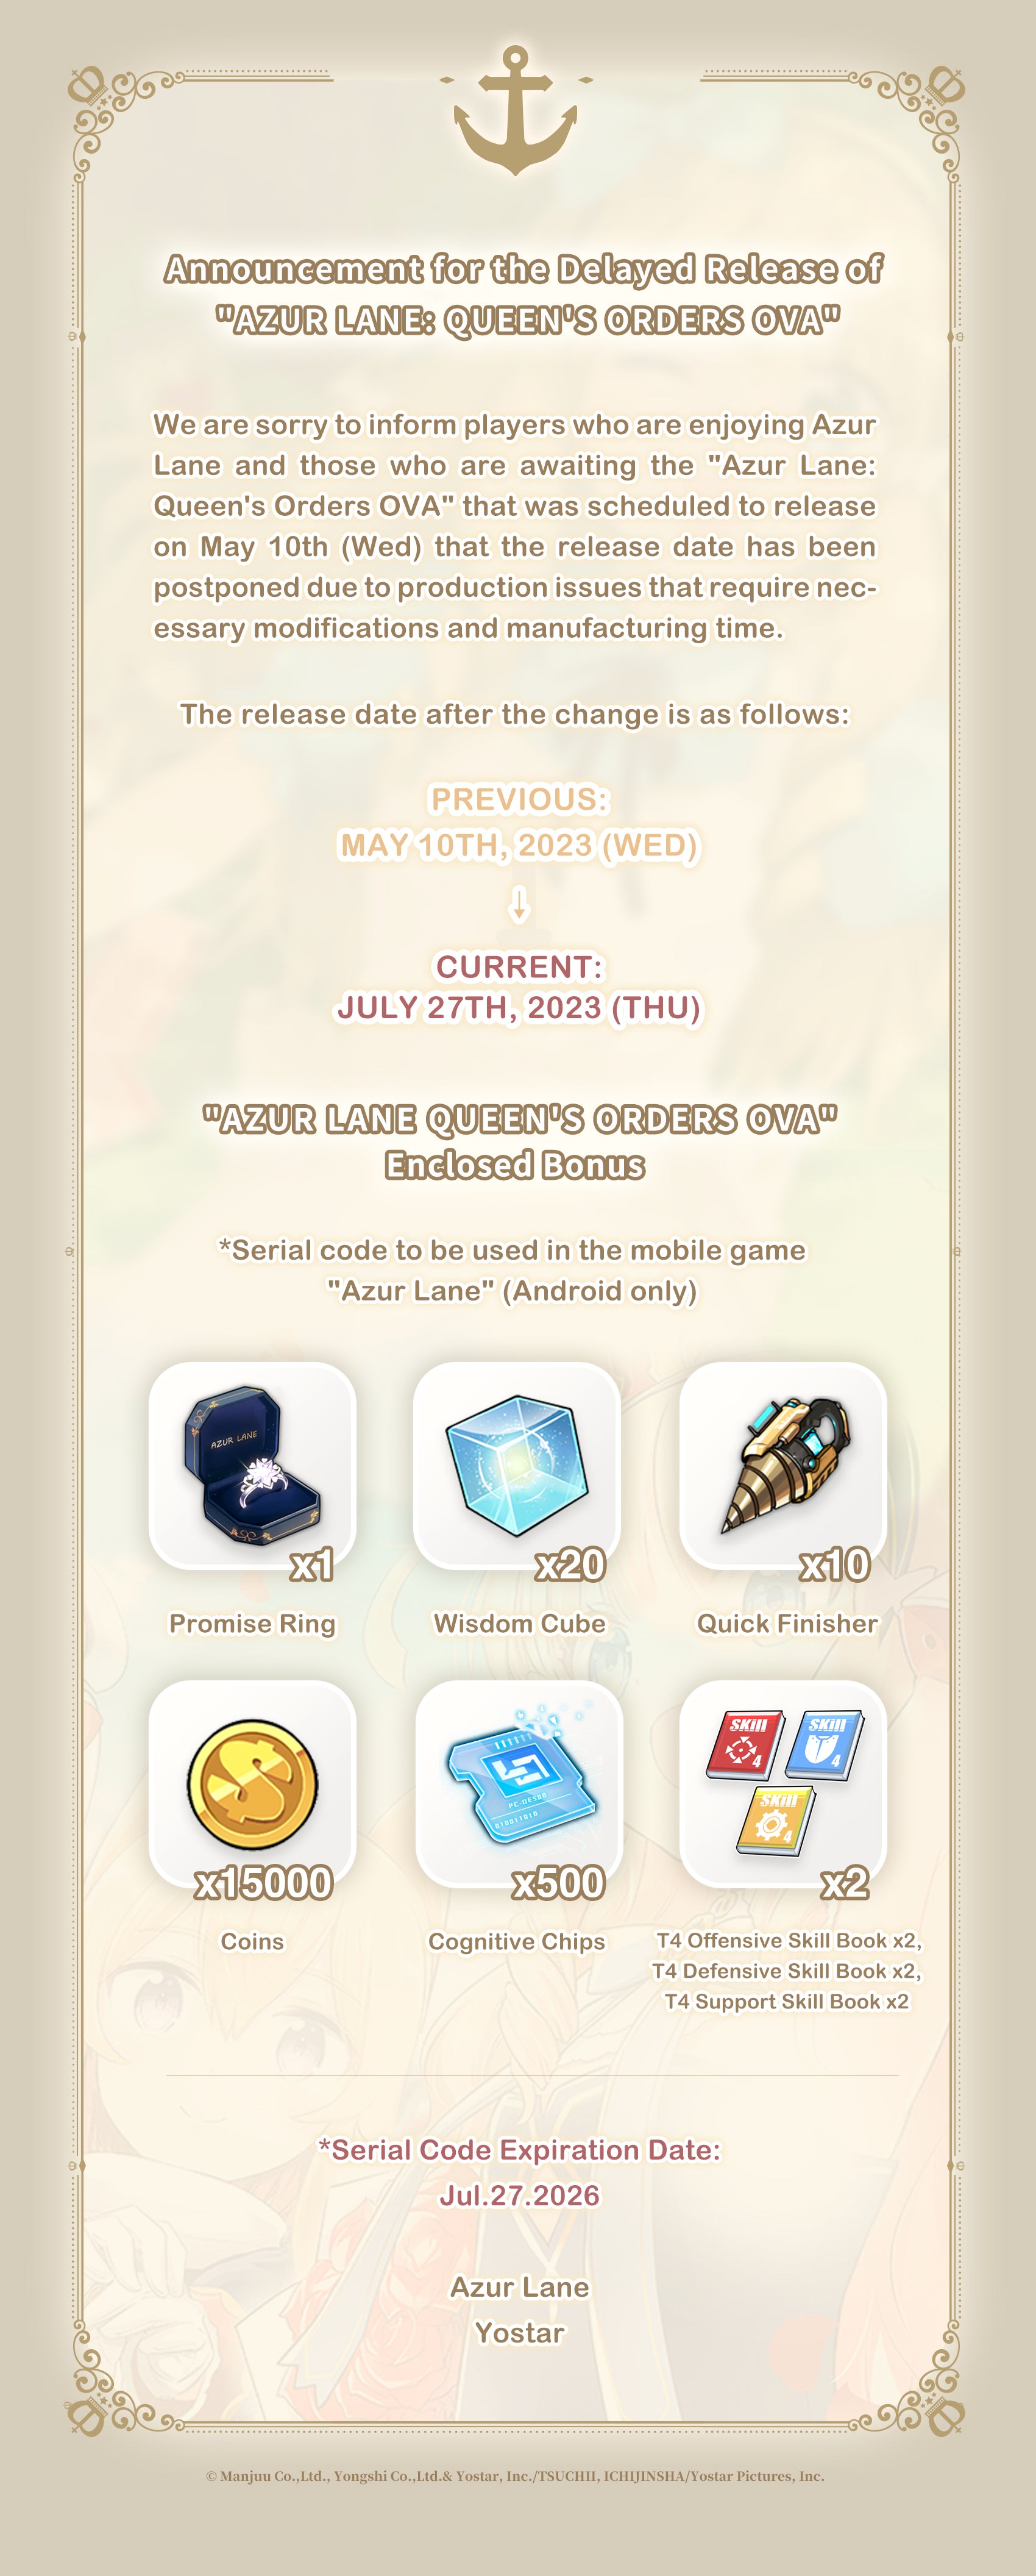 Announcement for the Delayed Release of
"AZUR LANE: QUEEN'S ORDERS OVA"
We are sorry to inform players who are enjoying Azur
Lane and those who are awaiting the "Azur Lane:
Queen's Orders OVA" that was scheduled to release
on May 10th (Wed) that the release date has been
postponed due to production issues that require nec-
essary modifications and manufacturing time.
The release date after the change is as follows:
PREVIOUS:
MAY 10TH, 2023 (WED)
CURRENT:
JULY 27TH, 2023 (THU)
"AZUR LANE QUEEN'S ORDERS OVA"
Enclosed Bonus
*Serial code to be used in the mobile game
"Azur Lane" (Android only)
AZUR LANE
x1
x20
x10
Promise Ring
Wisdom Cube
Quick Finisher
SKill
4
SKill
4
SKill
4
x15000
x500
x2
Coins
Cognitive Chips
T4 Offensive Skill Book x2,
T4 Defensive Skill Book x2,
T4 Support Skill Book x2
*Serial Code Expiration Date:
Jul.27.2026
Azur Lane
Yostar
© Manjuu Co.,Ltd., Yongshi Co.,Ltd.& Yostar, Inc./TSUCHII, ICHIJINSHA/Yostar Pictures, Inc.